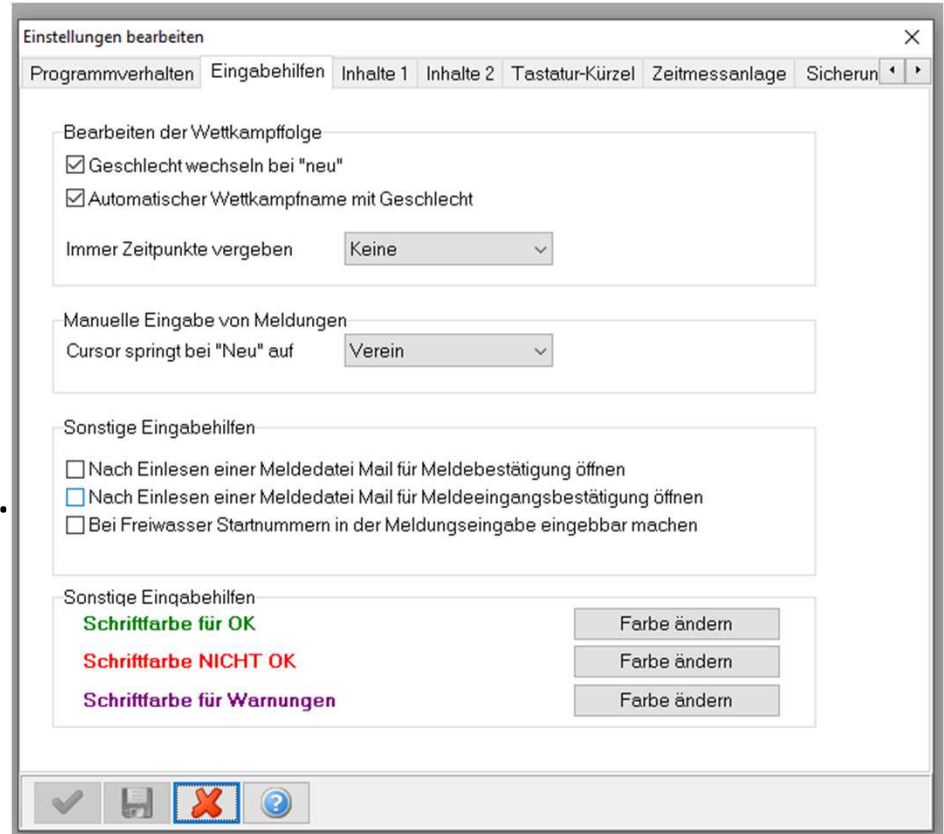 Einstellungen bearbeiten
Programmverhalten Eingabehilfen Inhalte 1 Inhalte 2 Tastatur-Kürzel Zeitmessanlage Sicherun
Bearbeiten der Wettkampffolge
Geschlecht wechseln bei "neu"
Automatischer Wettkampfname mit Geschlecht
Immer Zeitpunkte vergeben Keine
Manuelle Eingabe von Meldungen
Cursor springt bei "Neu" auf Verein
Sonstige Eingabehilfen
Nach Einlesen einer Meldedatei Mail für Meldebestätigung öffnen
Nach Einlesen einer Meldedatei Mail für Meldeeingangsbestätigung öffnen
Bei Freiwasser Startnummern in der Meldungseingabe eingebbar machen
Sonstige Eingabehilfen
Schriftfarbe für OK Farbe ändern
Schriftfarbe NICHT OK Farbe ändern
Schriftfarbe für Warnungen Farbe ändern